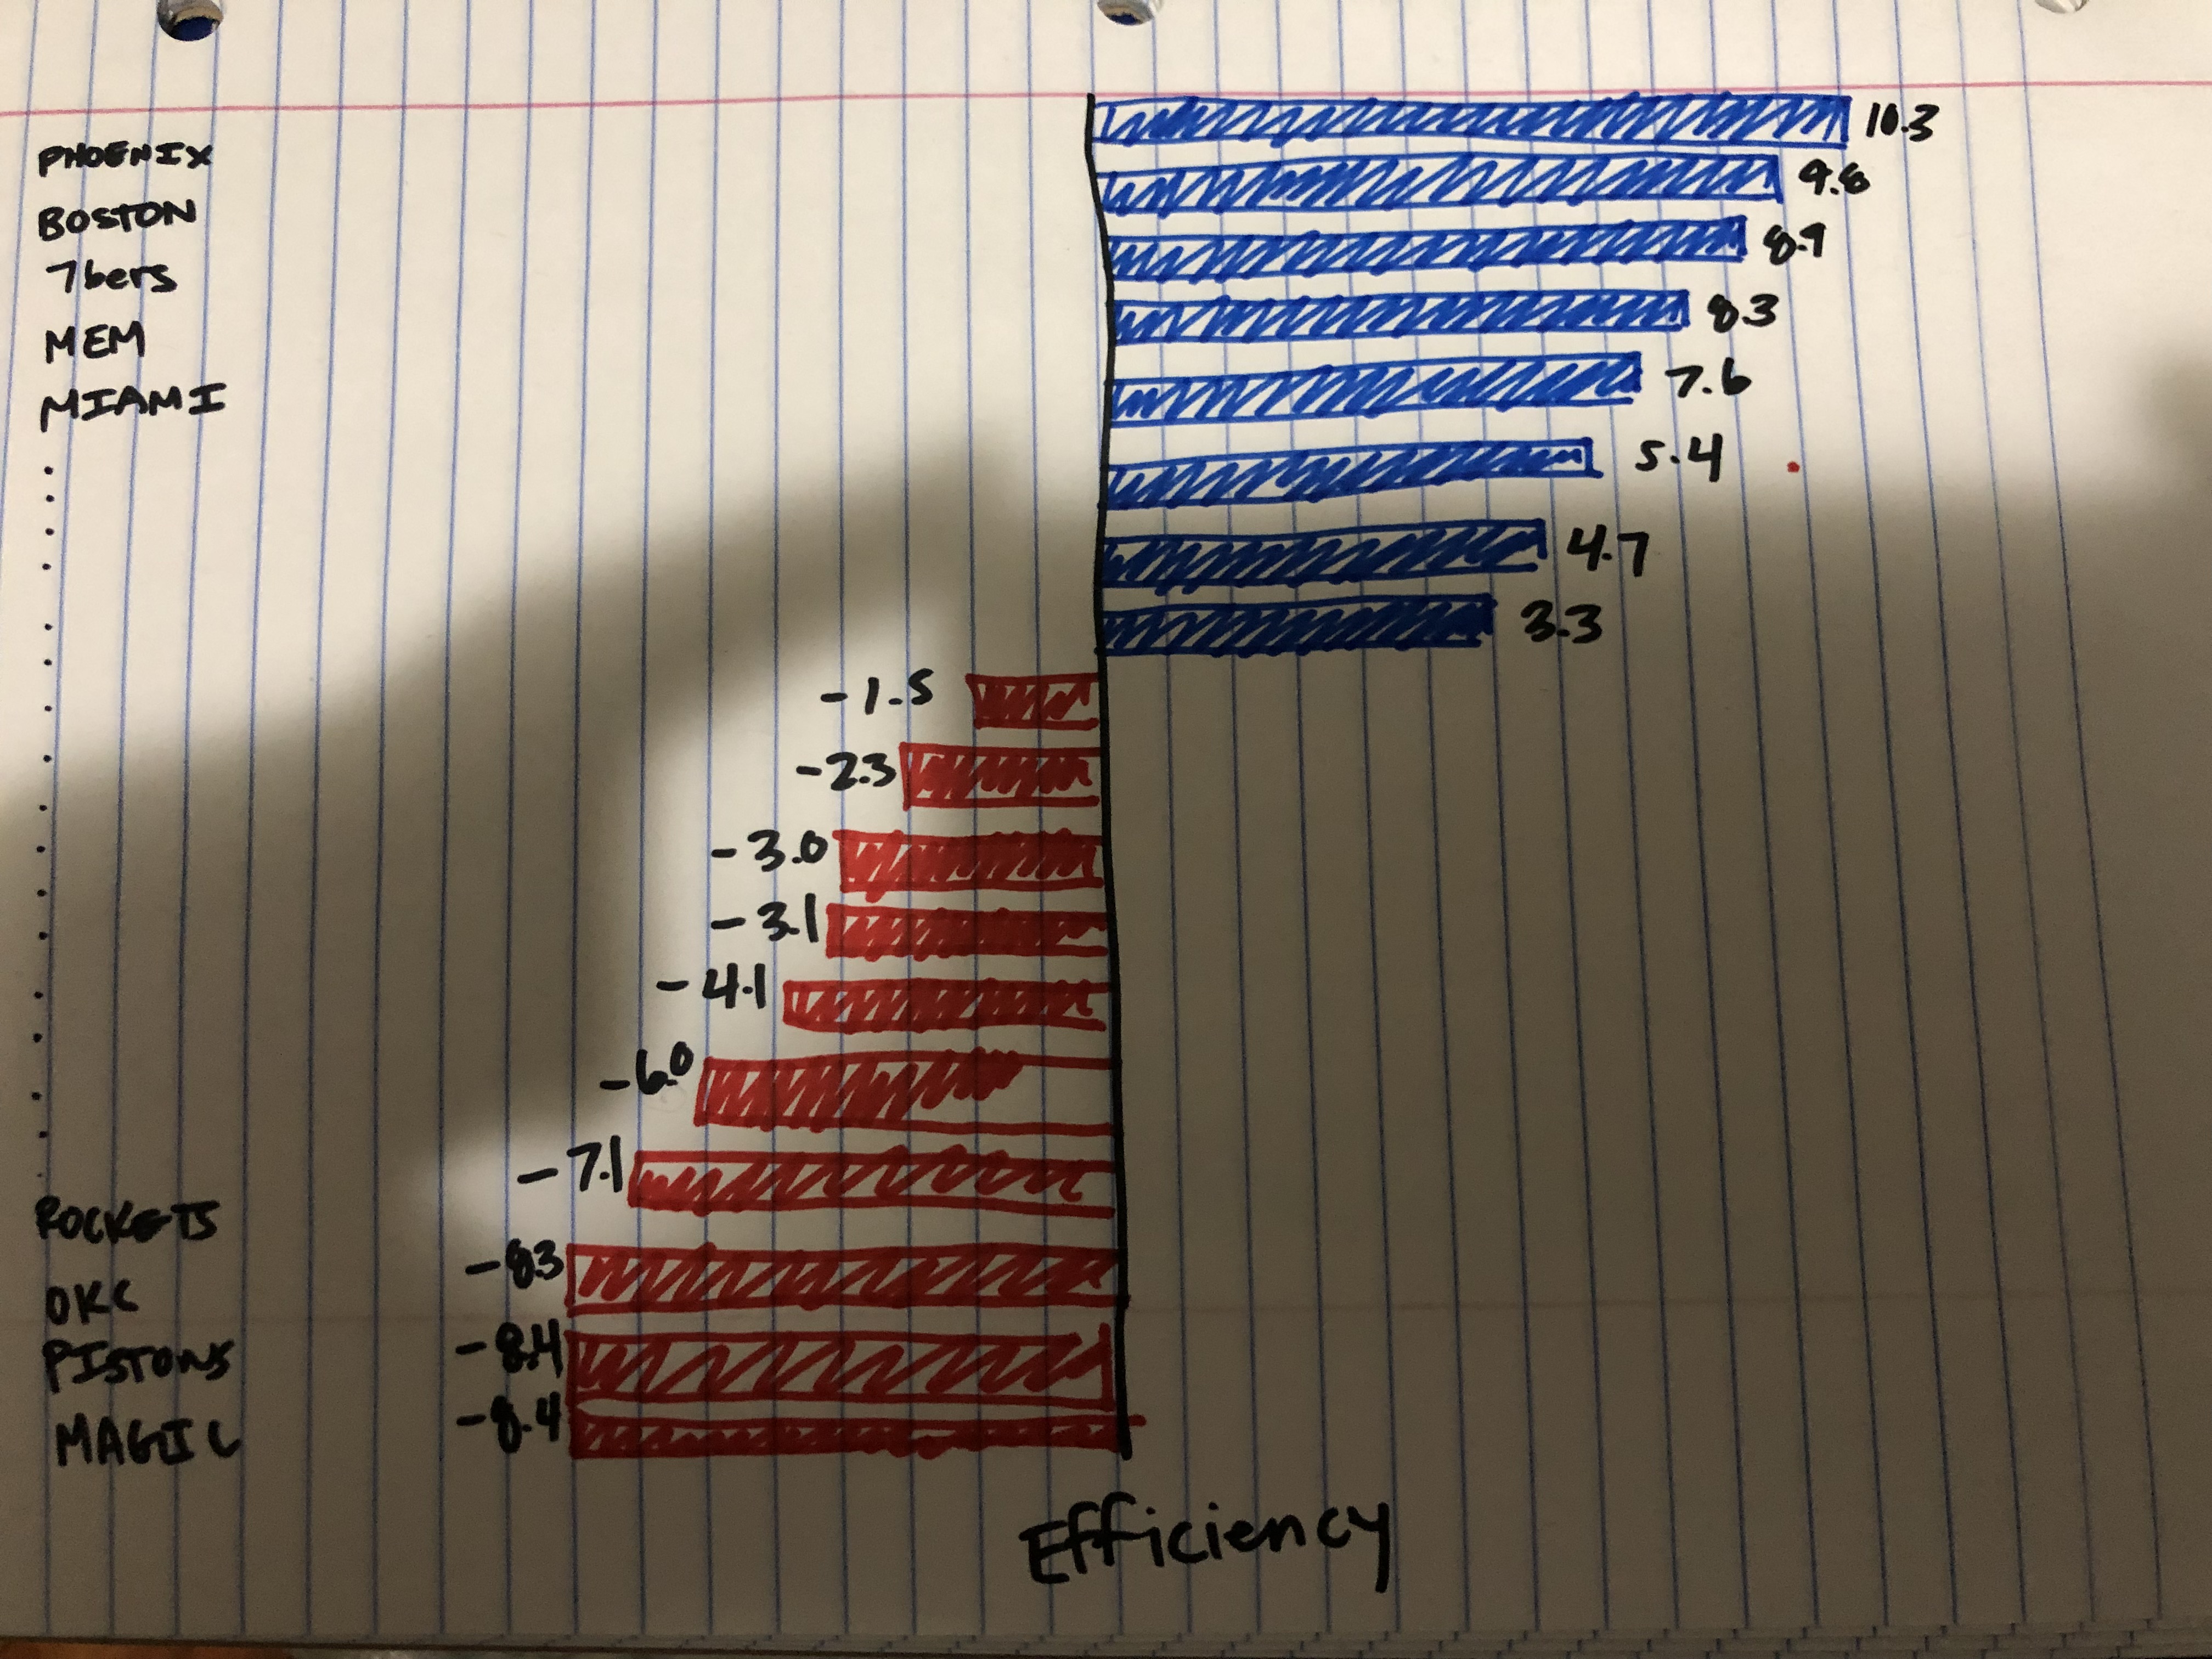 PHOENIX
10.3
BOSTON
9.8
76ers
8.9
MEM
8.3
MIAMI
7.6
5.4
4.7
3.3
-1.5
-2.3
-3.0
-3.1
-4.1
-6.0
-7.1
ROCKETS
-8.3
OKC
-8.4
PISTONS
-8.4
MAGIC
Efficiency